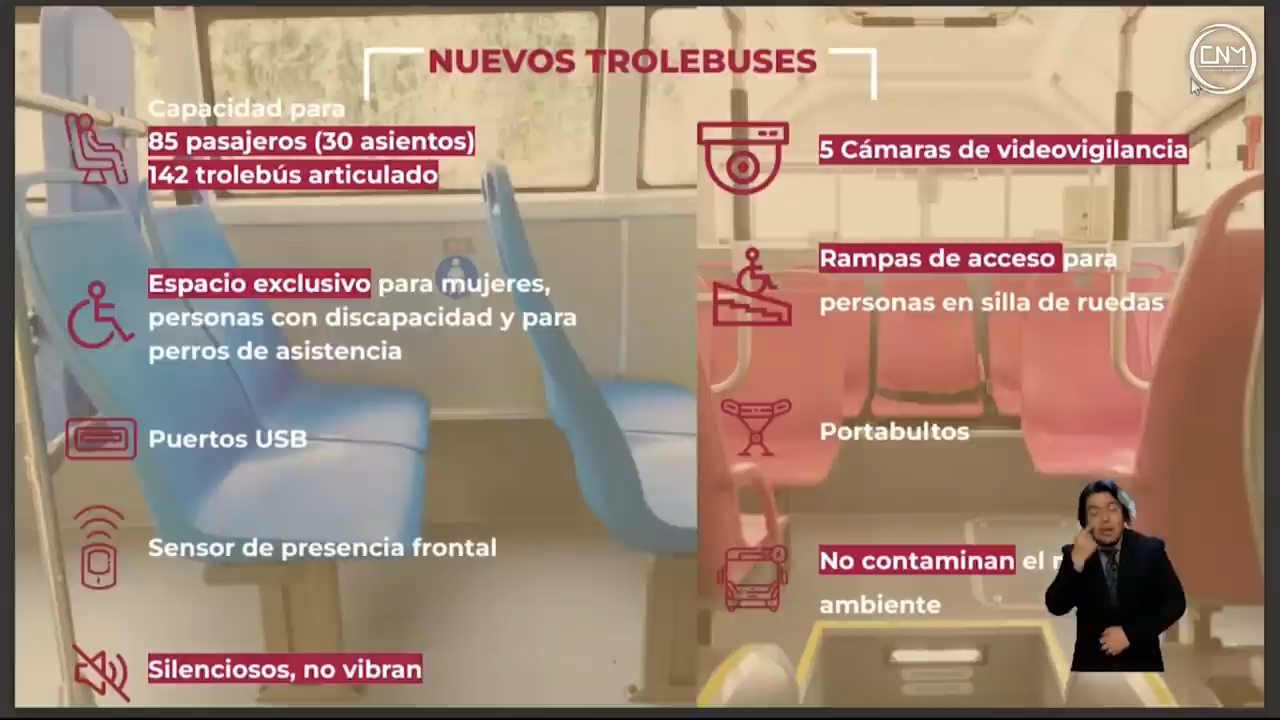 NUEVOS TROLEBUSES
CNM
Capacidad para
85 pasajeros (30 asientos)
142 trolebús articulado
Espacio exclusivo para mujeres,
personas con discapacidad y para
perros de asistencia
Puertos USB
Sensor de presencia frontal
Silenciosos, no vibran
5 Cámaras de videovigilancia
Rampas de acceso para
personas en silla de ruedas
Portabultos
No contaminan el
ambiente